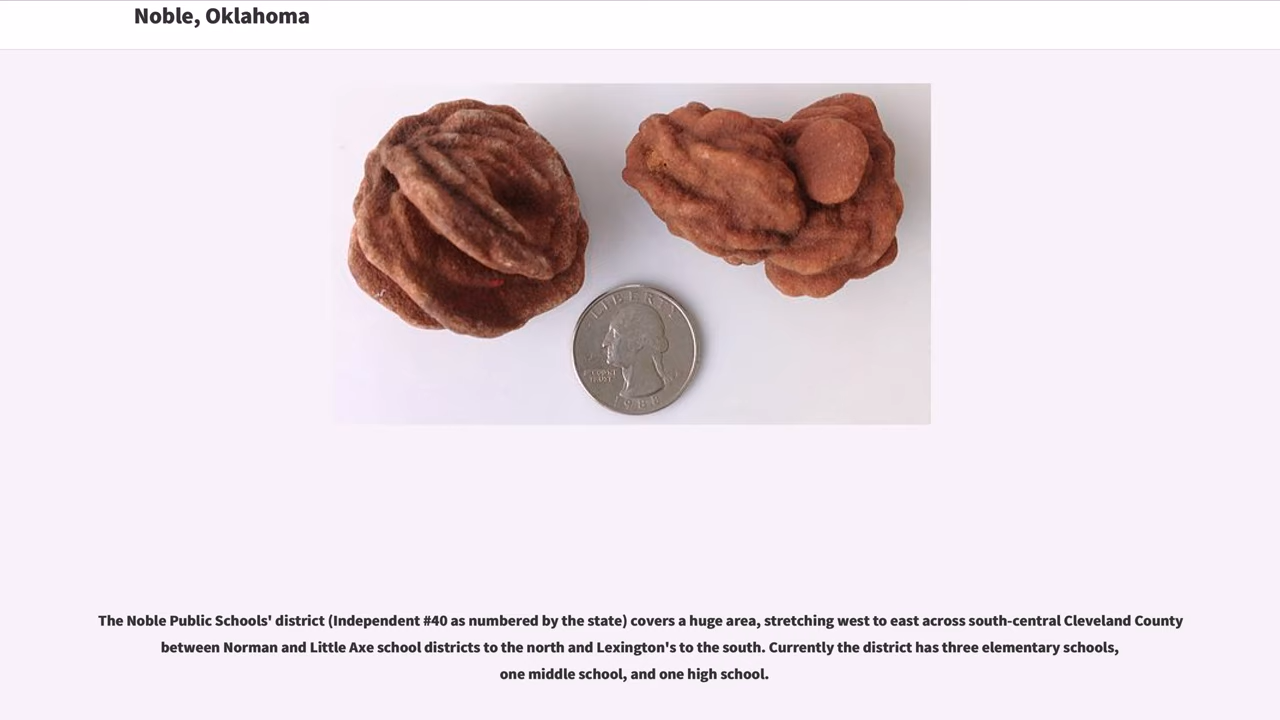 Noble, Oklahoma
LIBERTY
1988
The Noble Public Schools' district (Independent #40 as numbered by the state) covers a huge area, stretching west to east across south-central Cleveland County
between Norman and Little Axe school districts to the north and Lexington's to the south. Currently the district has three elementary schools,
one middle school, and one high school.